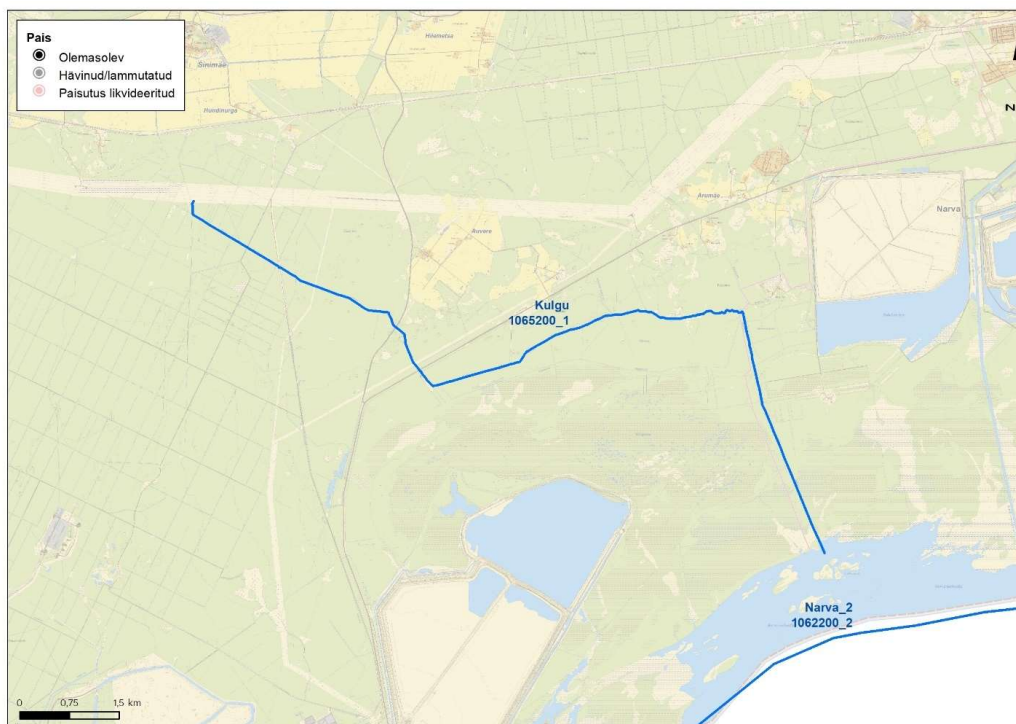 Pais
Olemasolev
Hävinud/lammutatud
Paisutus likvideeritud
Sinimäe
Hundinurga
Auvere
Arumäe
Narva
Kulgu
1065200_1
Narva_2
1062200_2
0 0,75 1,5 km